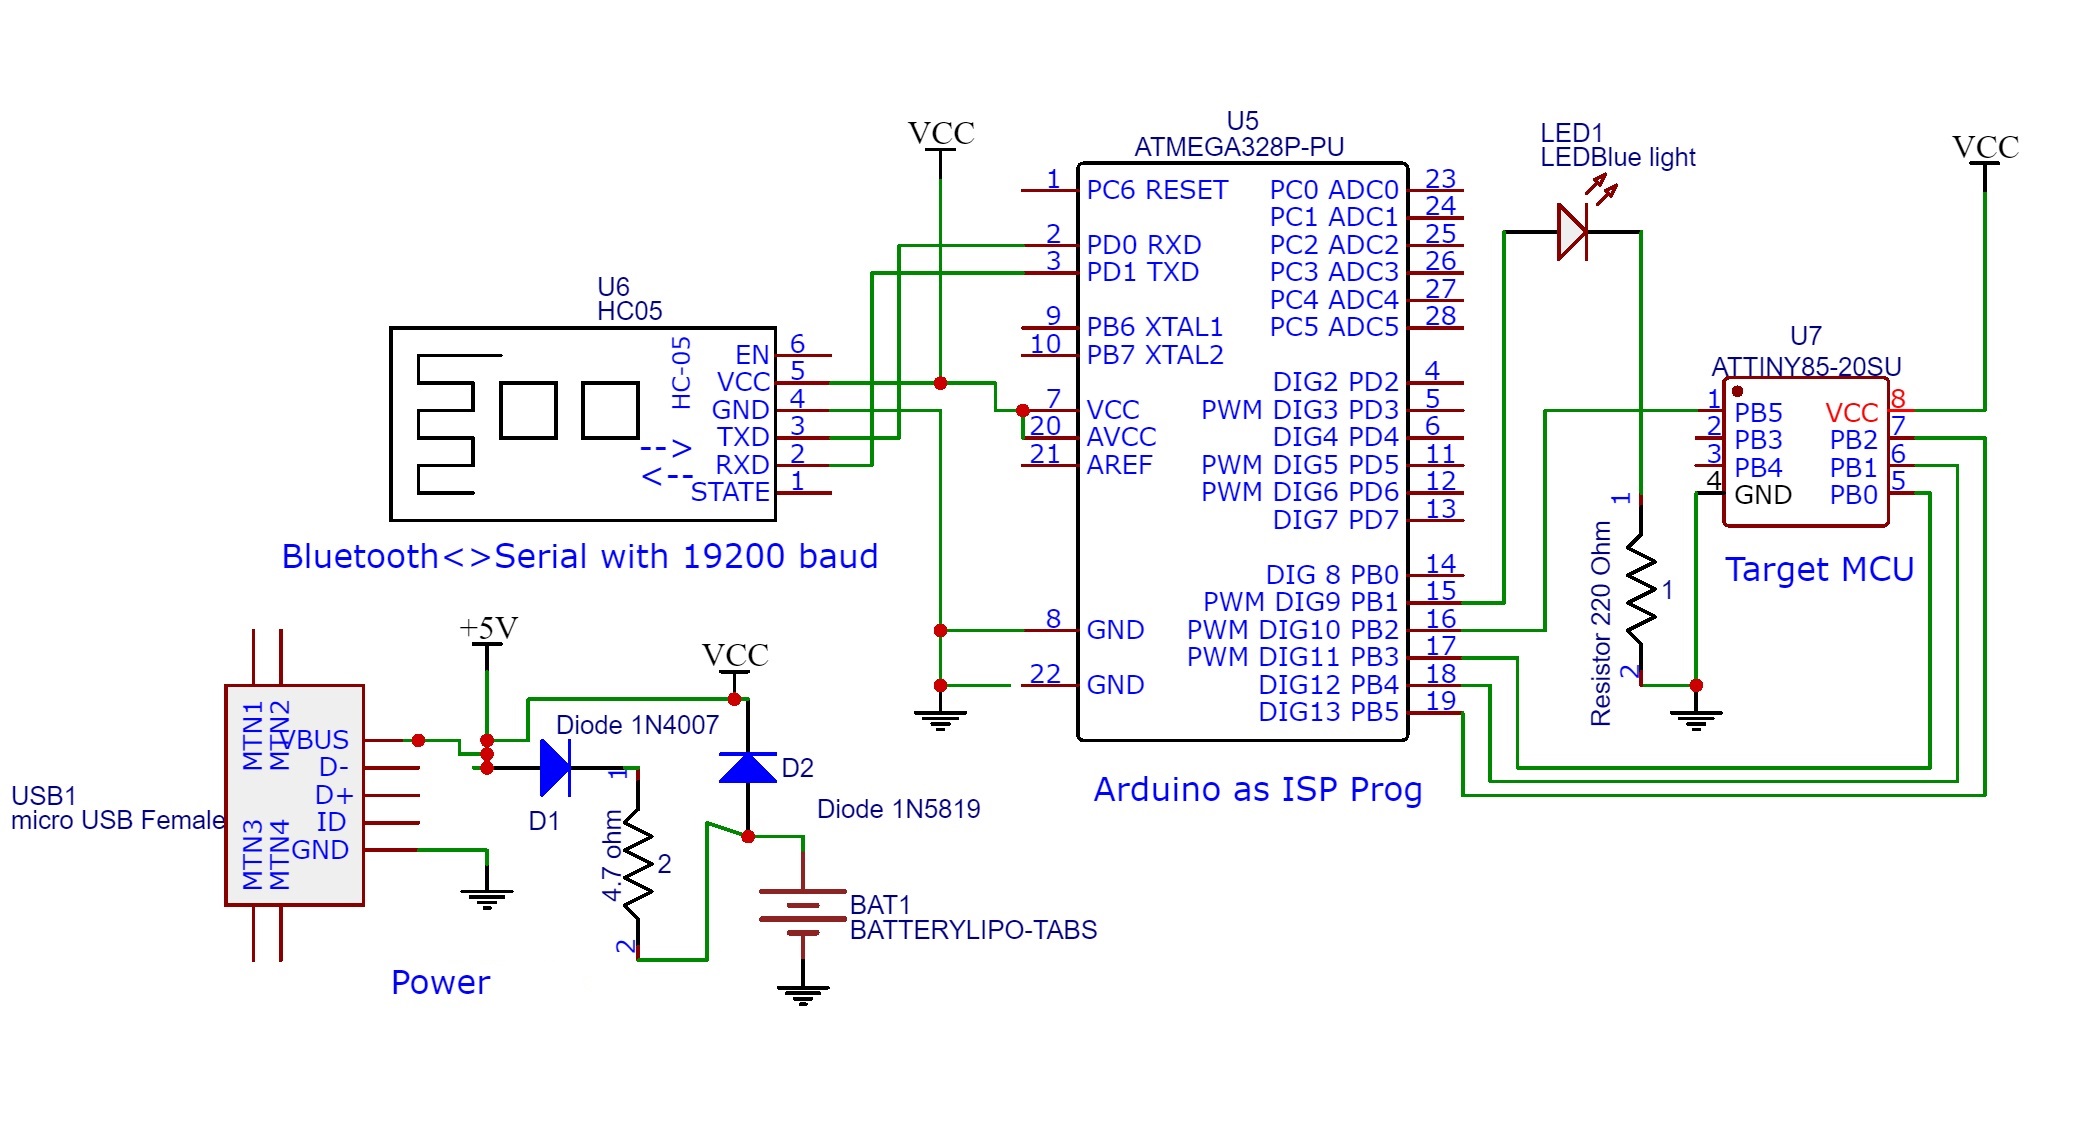 VCC
U5
ATMEGA328P-PU
1 PC6 RESET
2 PD0 RXD
3 PD1 TXD
9 PB6 XTAL1
10 PB7 XTAL2
7 VCC
20 AVCC
21 AREF
8 GND
22 GND
PC0 ADC0 23
PC1 ADC1 24
PC2 ADC2 25
PC3 ADC3 26
PC4 ADC4 27
PC5 ADC5 28
DIG2 PD2 4
PWM DIG3 PD3 5
DIG4 PD4 6
PWM DIG5 PD5 11
PWM DIG6 PD6 12
DIG7 PD7 13
DIG 8 PB0 14
PWM DIG9 PB1 15
PWM DIG10 PB2 16
PWM DIG11 PB3 17
DIG12 PB4 18
DIG13 PB5 19
Arduino as ISP Prog
LED1
LEDBlue light
VCC
U7
ATTINY85-20SU
1 PB5
2 PB3
3 PB4
4 GND
VCC 8
PB2 7
PB1 6
PB0 5
Target MCU
1
Resistor 220 Ohm
1
2
U6
HC05
HC-05
EN 6
VCC 5
GND 4
TXD 3
RXD 2
STATE 1
-->
<--
Bluetooth<>Serial with 19200 baud
+5V
VCC
MTN1
MTN2
MTN3
MTN4
VBUS
D-
D+
ID
GND
USB1
micro USB Female
Diode 1N4007
D1
1
4.7 ohm
2
2
D2
Diode 1N5819
BAT1
BATTERYLIPO-TABS
Power